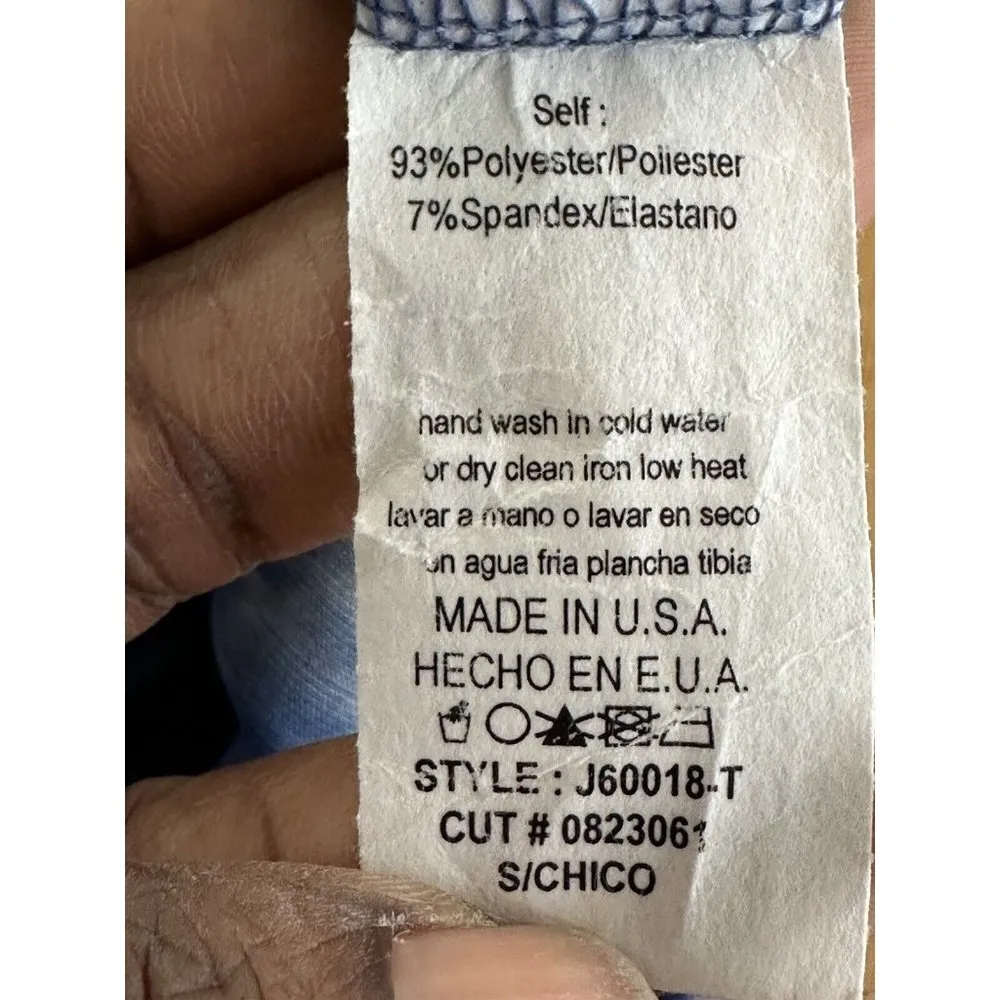 Self :
93%Polyester/Poliester
7%Spandex/Elastano
hand wash in cold water
or dry clean iron low heat
lavar a mano o lavar en seco
en agua fria plancha tibia
MADE IN U.S.A.
HECHO EN E.U.A.
STYLE : J60018-T
CUT #
S/CHICO